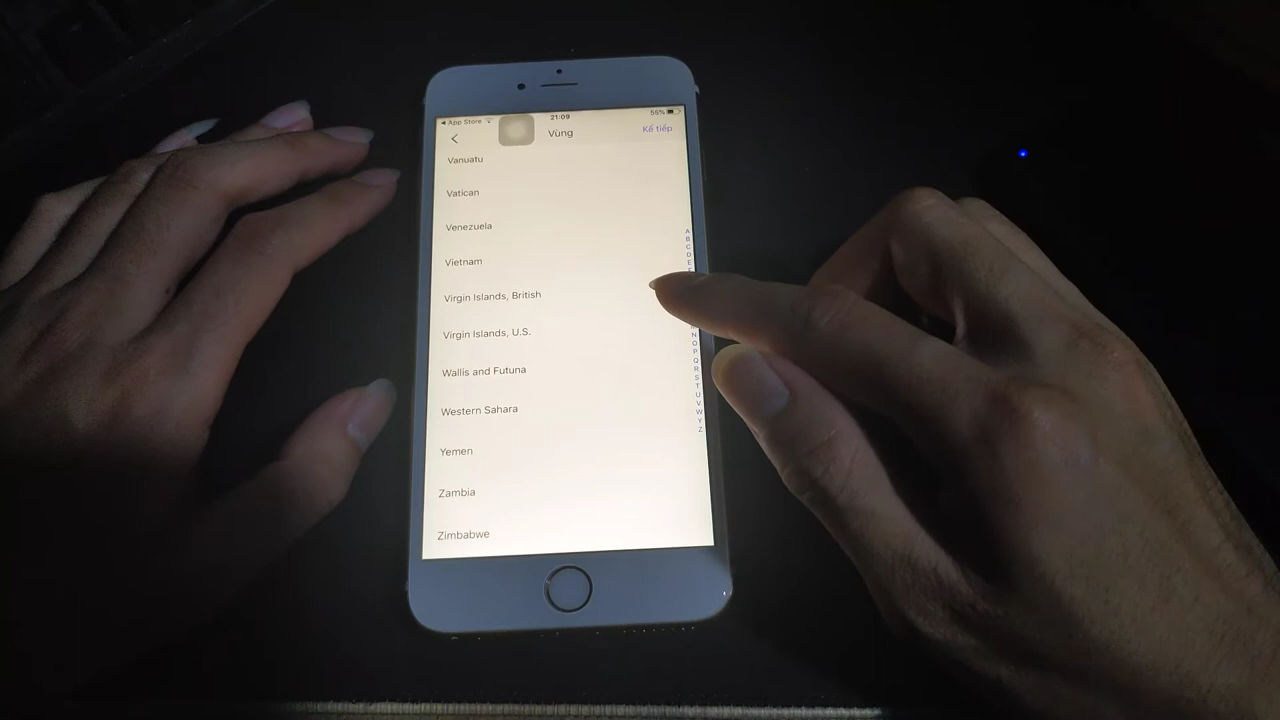 ◀ App Store 21:09 56%
Vùng Kế tiếp
Vanuatu
Vatican
Venezuela
Vietnam
Virgin Islands, British
Virgin Islands, U.S.
Wallis and Futuna
Western Sahara
Yemen
Zambia
Zimbabwe
A
B
C
D
E
N
O
P
Q
R
S
T
U
V
W
Y
Z